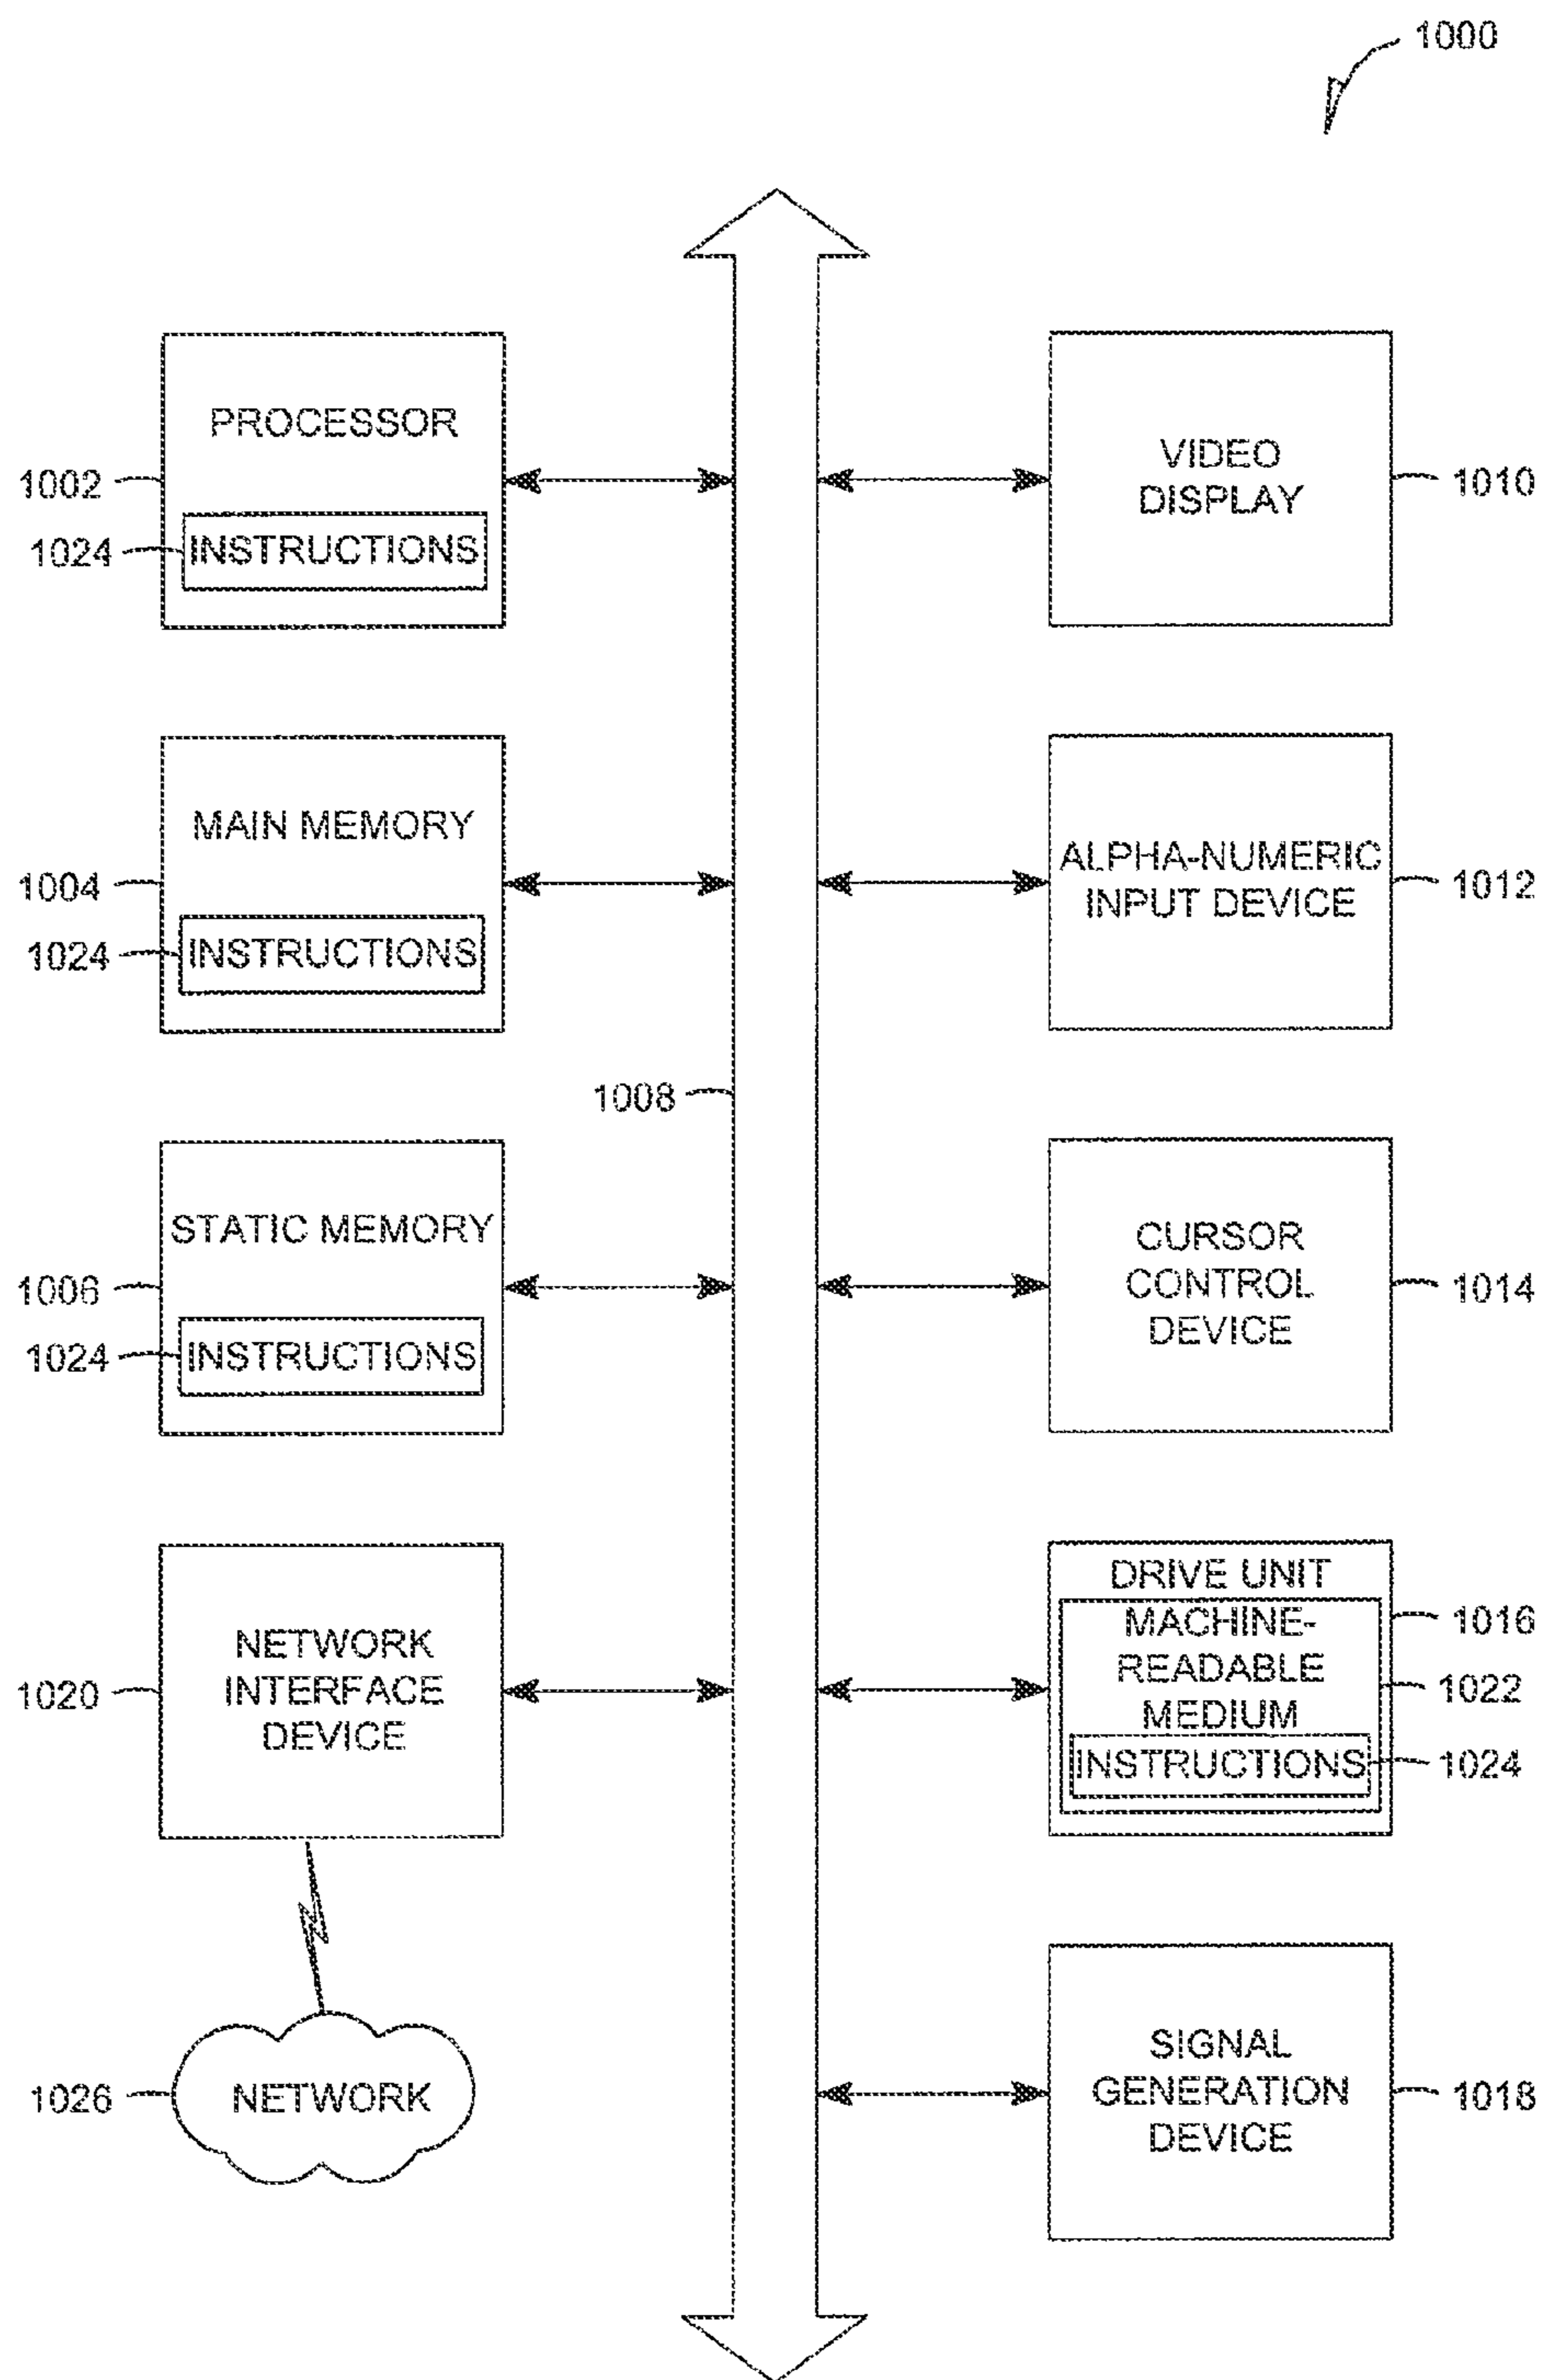 1000
PROCESSOR
1002
1024
INSTRUCTIONS
MAIN MEMORY
1004
1024
INSTRUCTIONS
1008
STATIC MEMORY
1006
1024
INSTRUCTIONS
NETWORK
INTERFACE
DEVICE
1020
1026
NETWORK
VIDEO
DISPLAY
1010
ALPHA-NUMERIC
INPUT DEVICE
1012
CURSOR
CONTROL
DEVICE
1014
DRIVE UNIT
1016
MACHINE-
READABLE
MEDIUM
1022
INSTRUCTIONS
1024
SIGNAL
GENERATION
DEVICE
1018